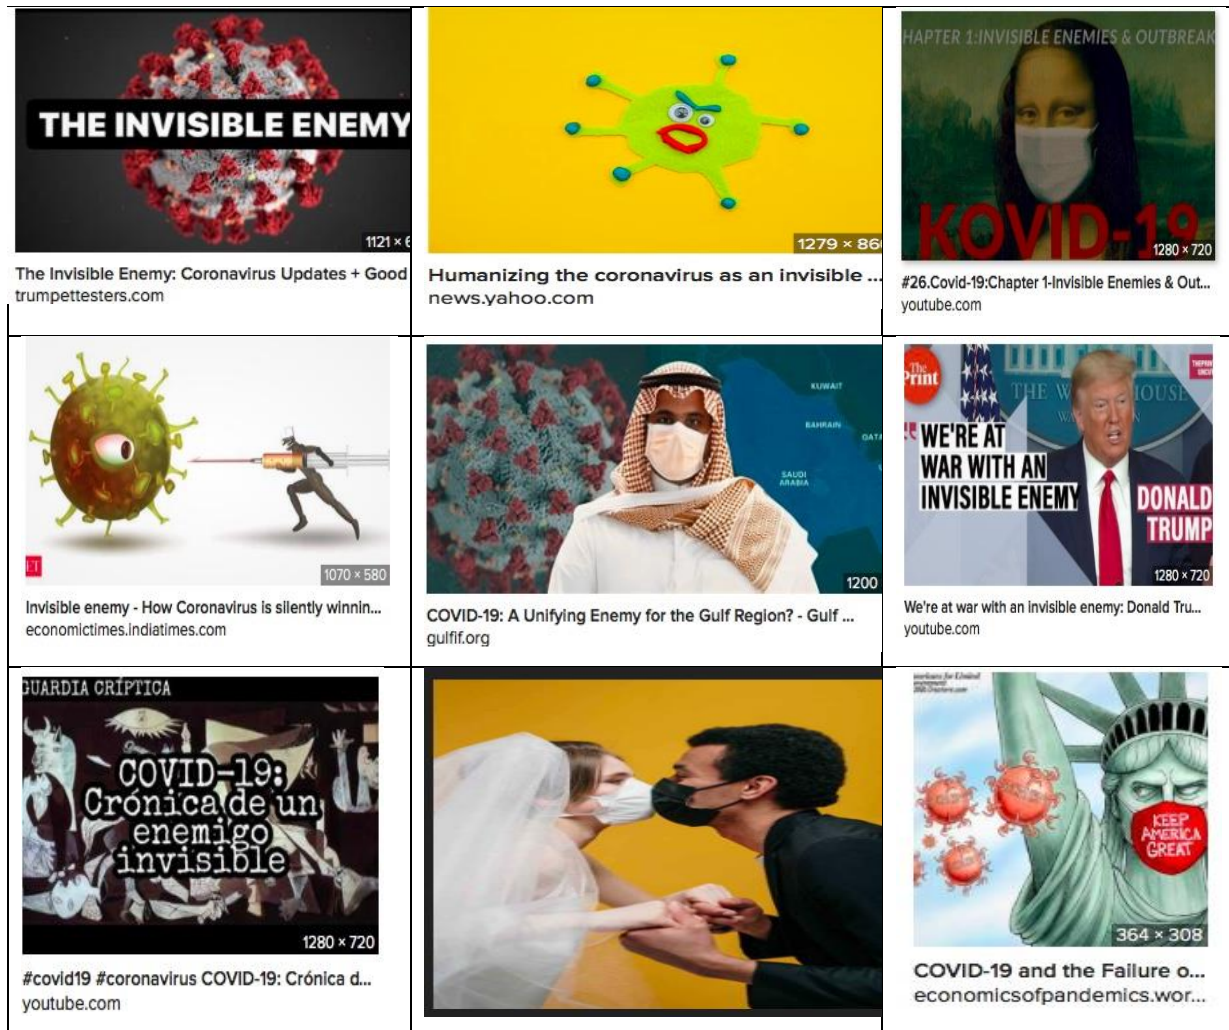 THE INVISIBLE ENEMY
1121 × 6
The Invisible Enemy: Coronavirus Updates + Good
trumpettesters.com
1279 × 860
Humanizing the coronavirus as an invisible ...
news.yahoo.com
HAPTER 1:INVISIBLE ENEMIES & OUTBREAK
KOVID-19
1280 × 720
#26.Covid-19:Chapter 1-Invisible Enemies & Out...
youtube.com
ET
1070 × 580
Invisible enemy - How Coronavirus is silently winnin...
economictimes.indiatimes.com
KUWAIT
BAHRAIN
QATA
SAUDI
ARABIA
1200
COVID-19: A Unifying Enemy for the Gulf Region? - Gulf ...
gulfif.org
The
Print
THE W HOUSE
WE'RE AT
WAR WITH AN
INVISIBLE ENEMY
DONALD
TRUMP
1280 × 720
We're at war with an invisible enemy: Donald Tru...
youtube.com
GUARDIA CRÍPTICA
COVID-19:
Crónica de un
enemigo
invisible
1280 × 720
#covid19 #coronavirus COVID-19: Crónica d...
youtube.com
KEEP
AMERICA
GREAT
364 × 308
COVID-19 and the Failure o...
economicsofpandemics.wor...